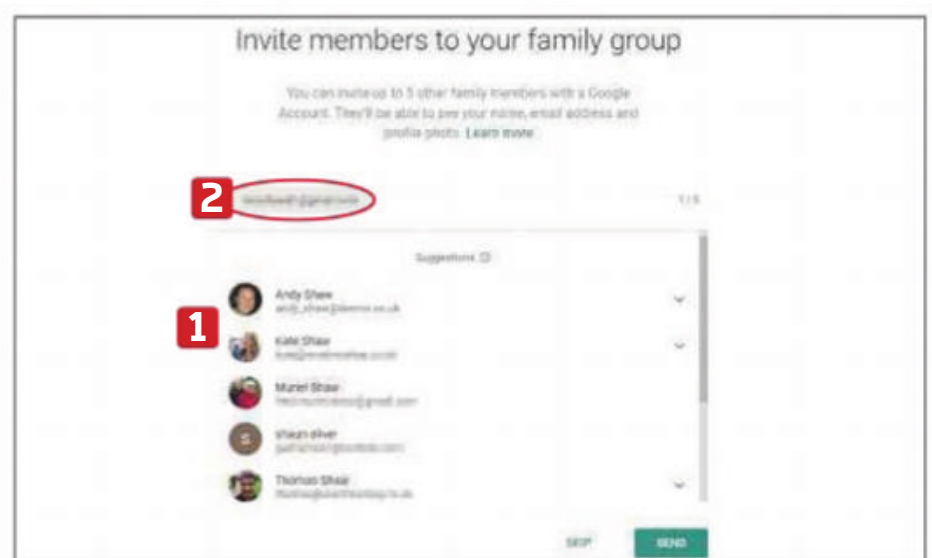 Invite members to your family group
You can invite up to 5 other family members with a Google
Account. They'll be able to see your name, email address and
profile photo. Learn more
2
1/5
Suggestions
Andy Shaw
1
Kate Shaw
Muriel Shaw
S
Thomas Shaw
SKIP
SEND